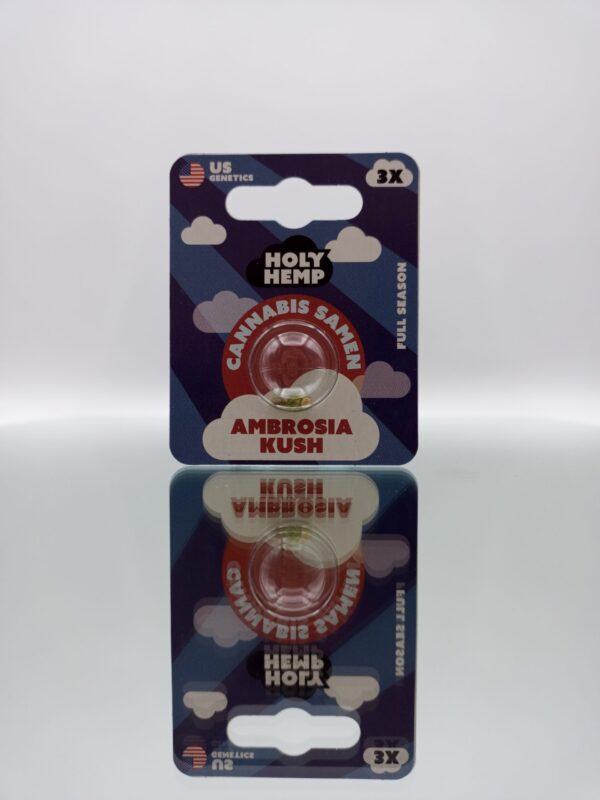 US
GENETICS
3X
HOLY
HEMP
FULL SEASON
CANNABIS SAMEN
AMBROSIA
KUSH